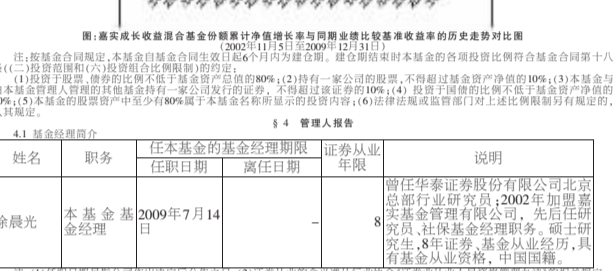 图:嘉实成长收益混合基金份额累计净值增长率与同期业绩比较基准收益率的历史走势对比图
(2002年11月5日至2009年12月31日)
注:按基金合同规定,本基金自基金合同生效日起6个月内为建仓期。建仓期结束时本基金的各项投资比例符合基金合同第十八
((二)投资范围和(六)投资组合比例限制)的约定:
(1)投资于股票、债券的比例不低于基金资产总值的80%;(2)持有一家公司的股票,不得超过基金资产净值的10%;(3)本基金与
本基金管理人管理的其他基金持有一家公司发行的证券，不得超过该证券的10%;(4）投资于国债的比例不低于基金资产净值的
0%;(5)本基金的股票资产中至少有80%属于本基金名称所显示的投资内容;(6)法律法规或监管部门对上述比例限制另有规定的,
其规定。
§ 4 管理人报告
4.1 基金经理简介
姓名 职务 任本基金的基金经理期限 证券从业年限 说明
任职日期 离任日期
徐晨光 本基金基金经理 2009年7月14日 – 8
曾任华泰证券股份有限公司北京
总部行业研究员;2002年加盟嘉
实基金管理有限公司，先后任研
究员、社保基金经理职务。硕士研
究生,8年证券、基金从业经历,具
有基金从业资格，中国国籍。